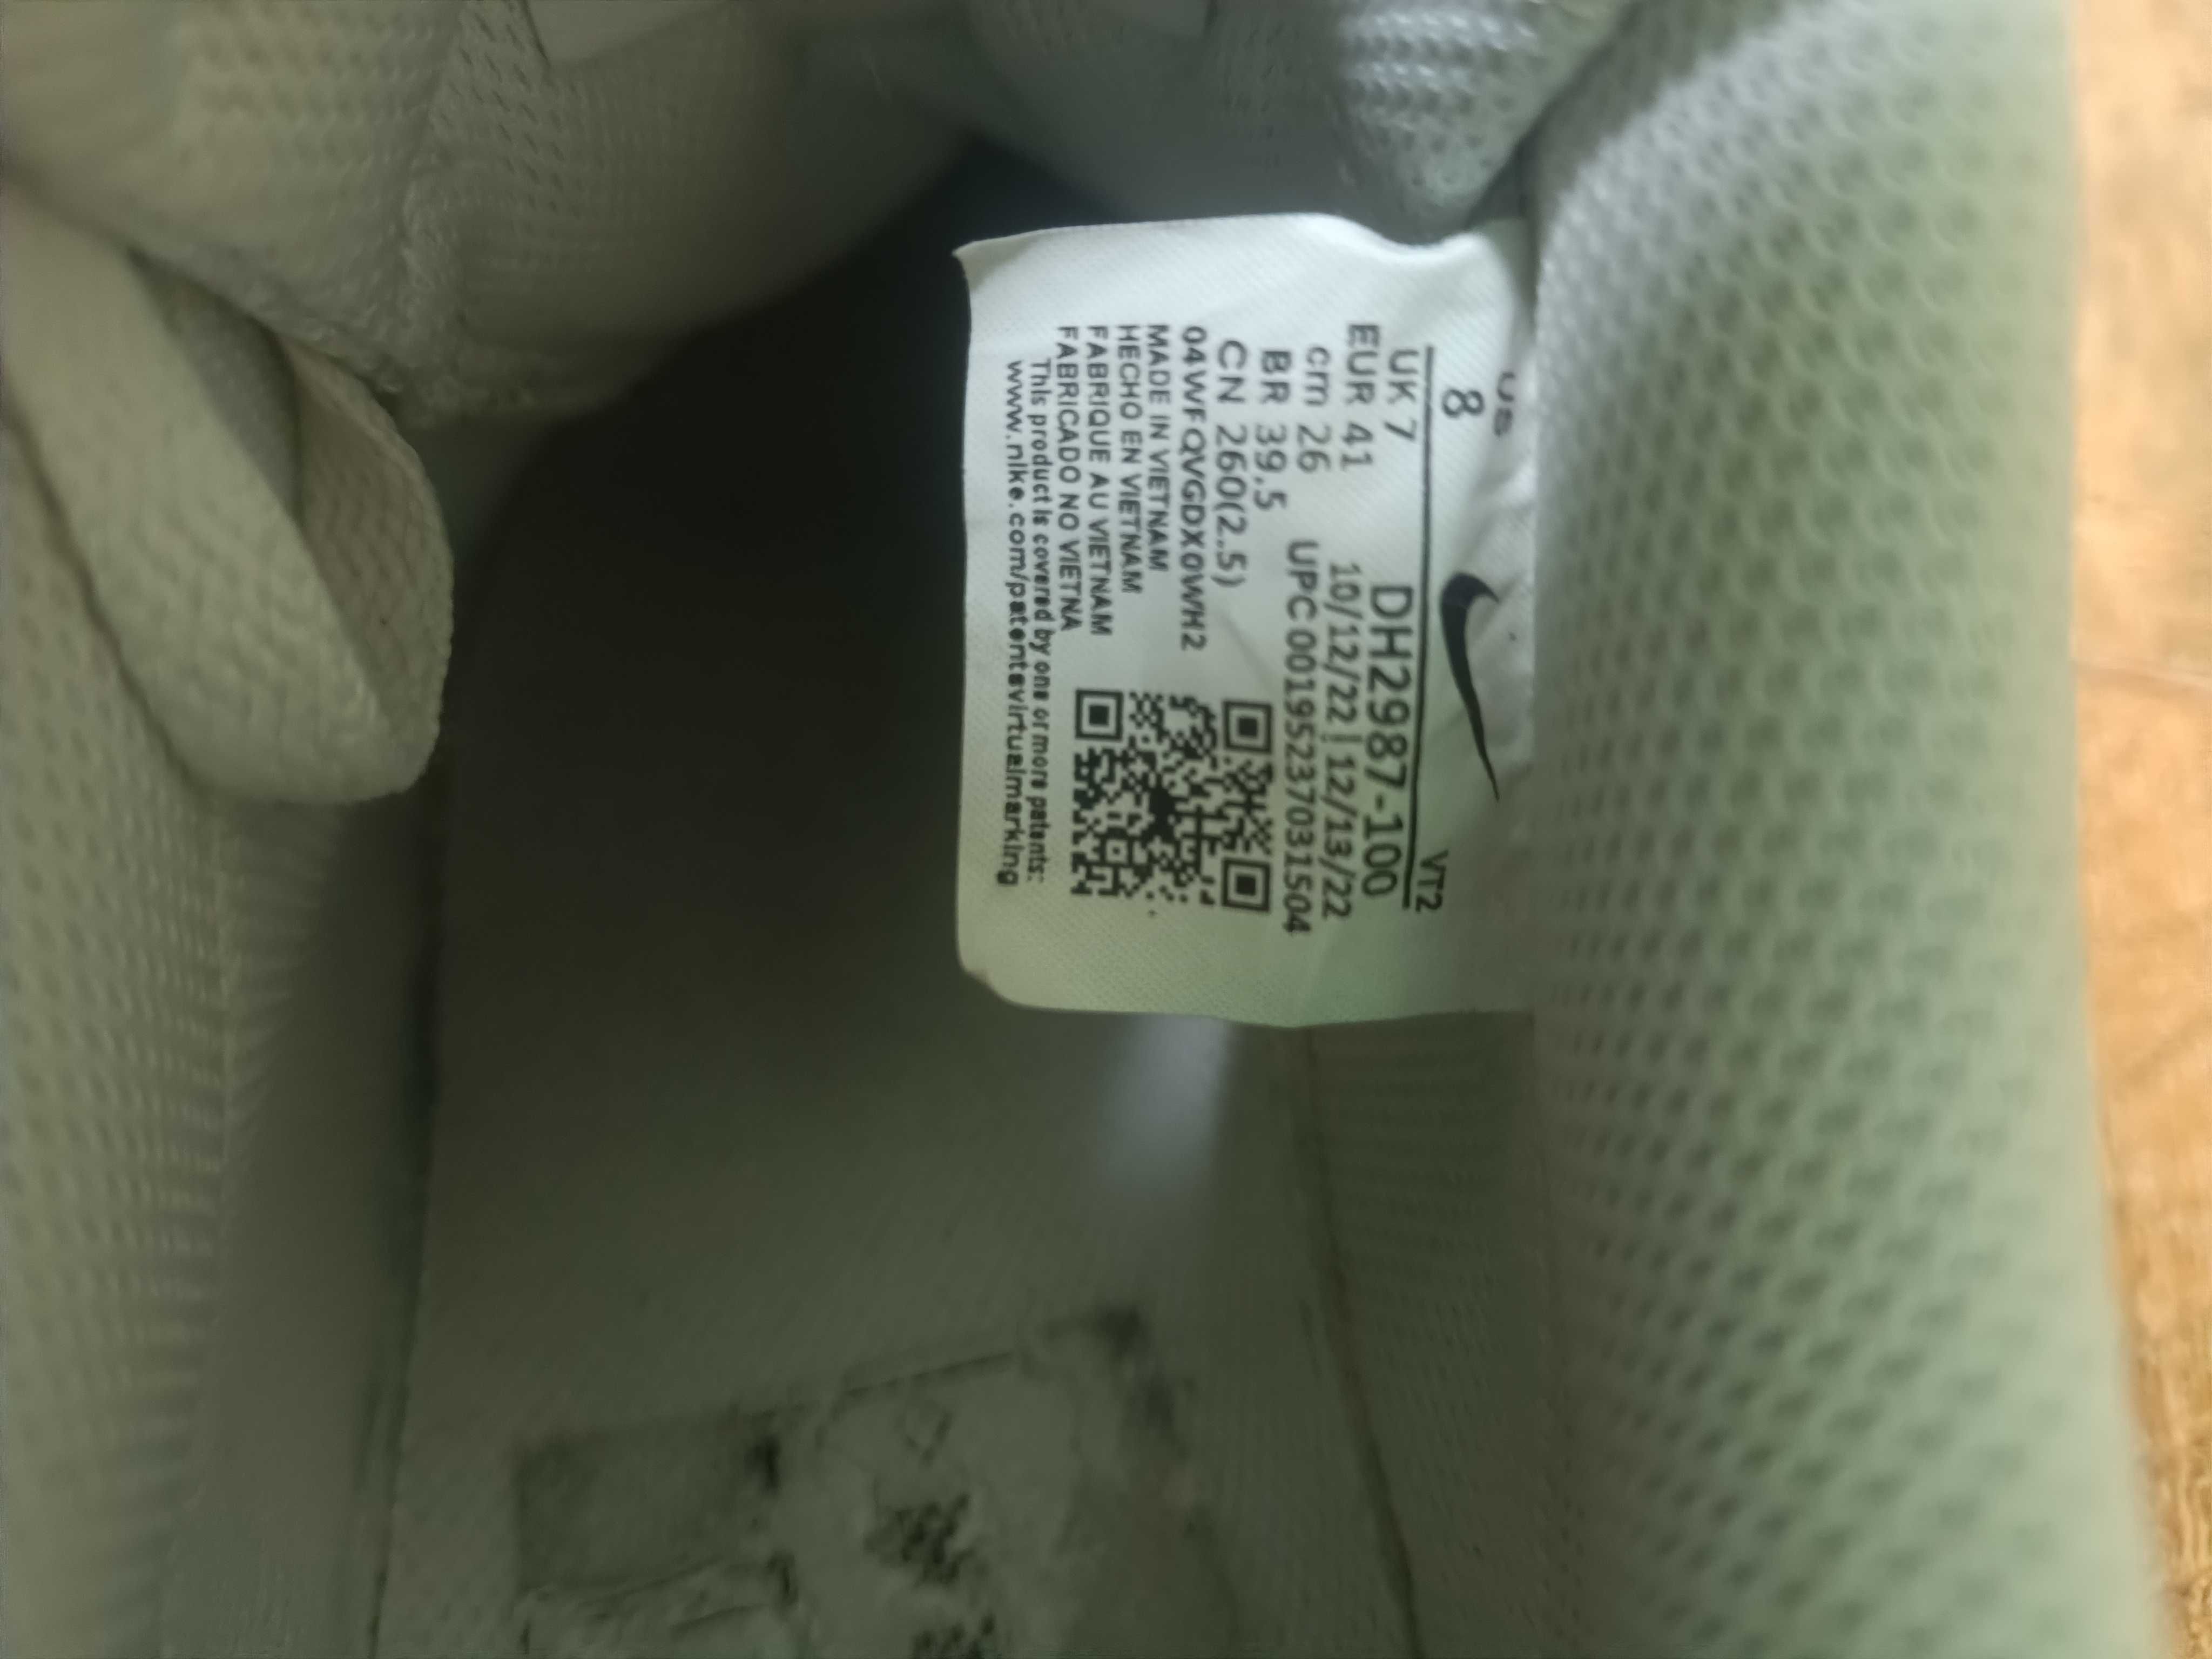 US
8
VT2
UK 7
EUR 41
cm 26
BR 39.5
CN 260(2.5)
DH2987-100
10/12/22 | 12/13/22
UPC 00195237031504
04WWFQVGDX0WH2
MADE IN VIETNAM
HECHO EN VIETNAM
FABRIQUE AU VIETNAM
FABRICADO NO VIETNA
This product is covered by one or more patents:
www.nike.com/patentsvirtualmarking